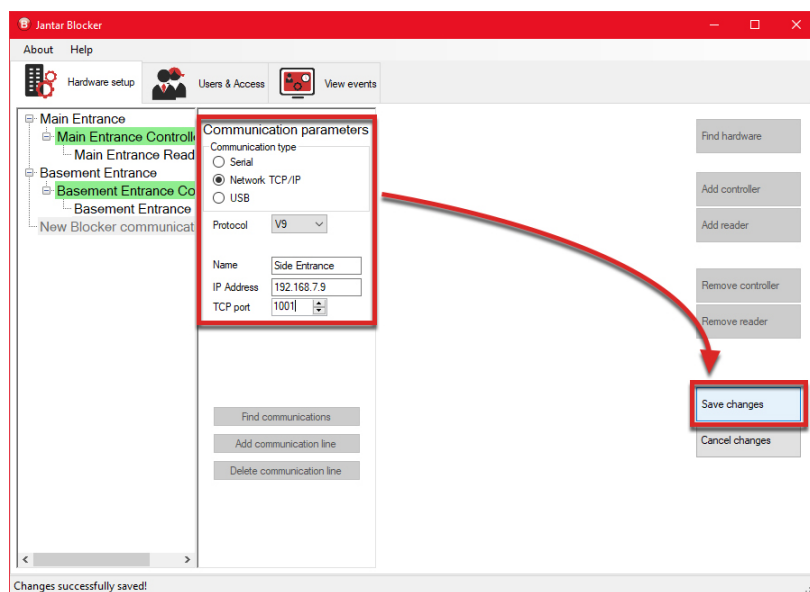 Jantar Blocker
About Help
Hardware setup
Users & Access
View events
Main Entrance
Main Entrance Controll
Main Entrance Read
Basement Entrance
Basement Entrance Co
Basement Entrance
New Blocker communicat
Communication parameters
Communication type
Serial
Network TCP/IP
USB
Protocol V9
Name Side Entrance
IP Address 192.168.7.9
TCP port 1001
Find communications
Add communication line
Delete communication line
Find hardware
Add controller
Add reader
Remove controller
Remove reader
Save changes
Cancel changes
Changes successfully saved!